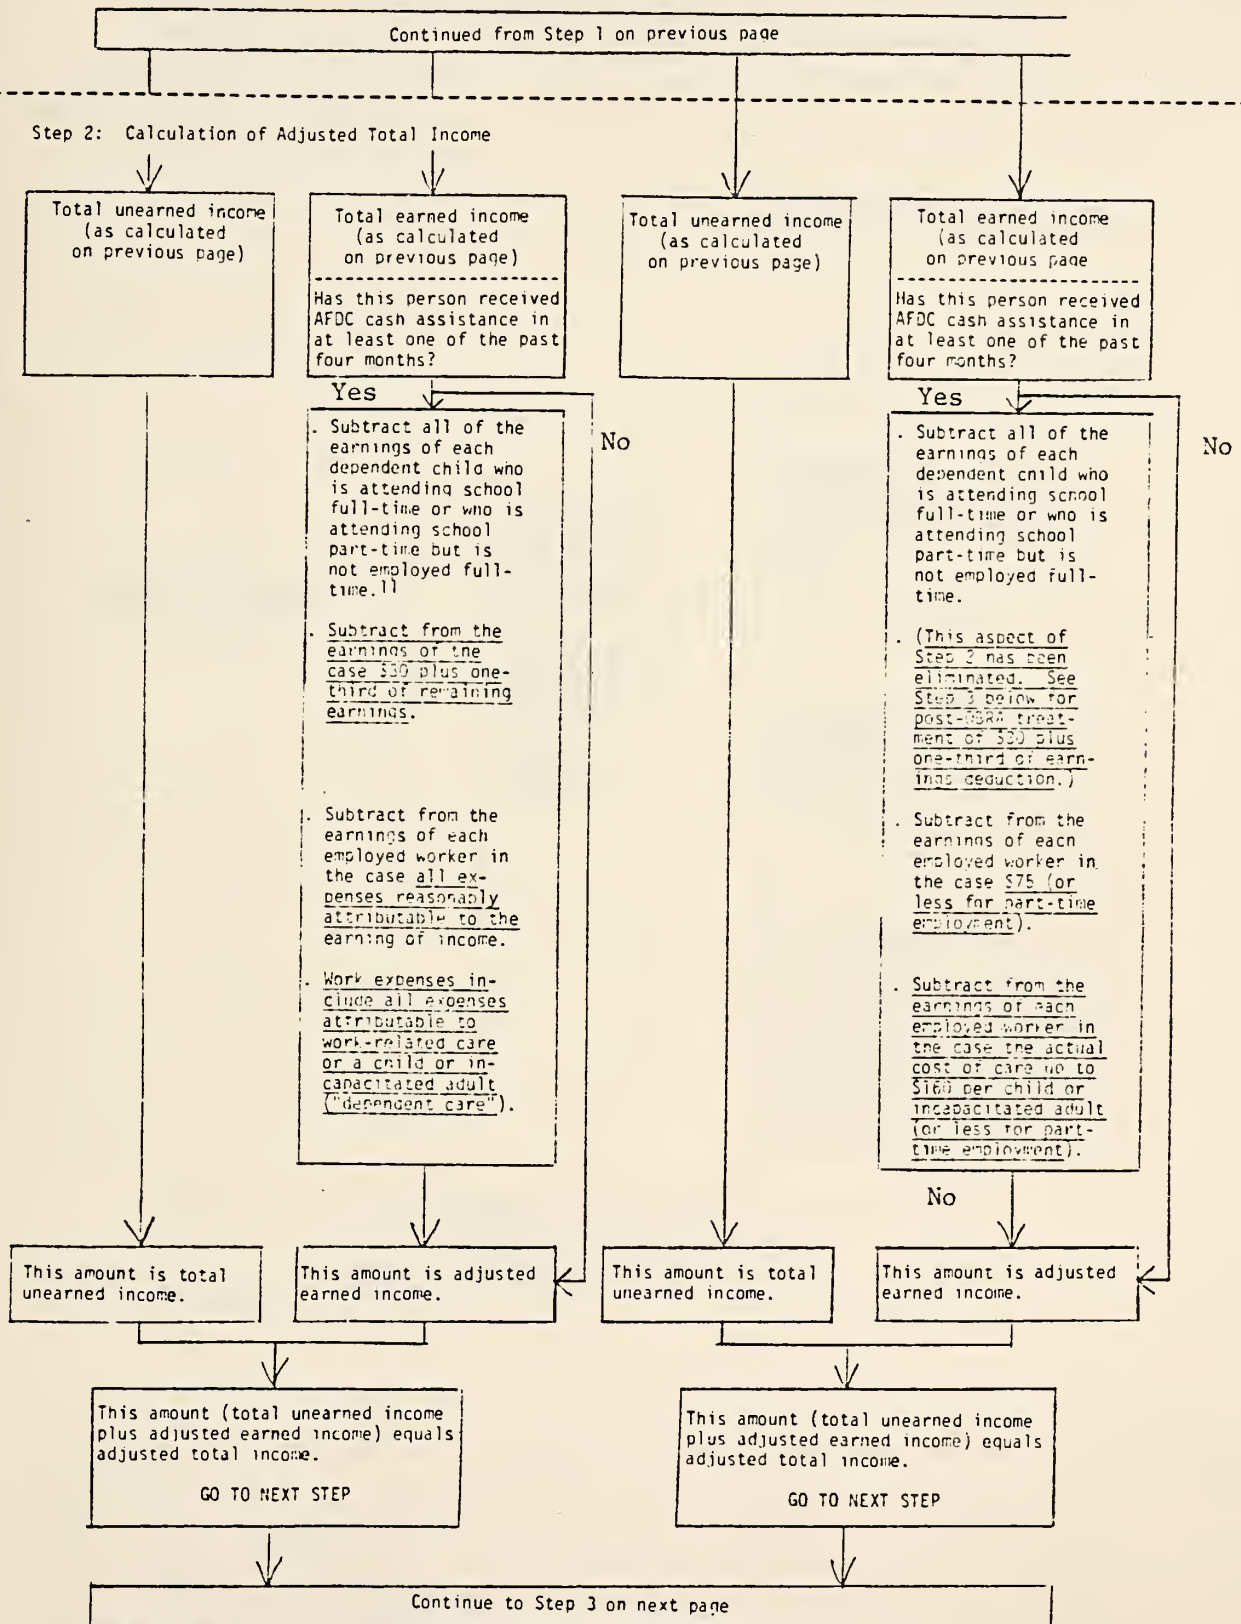 Continued from Step 1 on previous page
Step 2: Calculation of Adjusted Total Income
Total unearned income
(as calculated
on previous page)
Total earned income
(as calculated
on previous page)
Has this person received
AFDC cash assistance in
at least one of the past
four months?
Yes
No
. Subtract all of the
earnings of each
dependent child who
is attending school
full-time or who is
attending school
part-time but is
not employed full-
time.11
. Subtract from the
earnings of the
case $30 plus one-
third of remaining
earnings.
. Subtract from the
earnings of each
employed worker in
the case all ex-
penses reasonably
attributable to the
earning of income.
. Work expenses in-
clude all expenses
attributable to
work-related care
or a child or in-
capacitated adult
("dependent care").
This amount is total
unearned income.
This amount is adjusted
earned income.
This amount (total unearned income
plus adjusted earned income) equals
adjusted total income.
GO TO NEXT STEP
Total unearned income
(as calculated
on previous page)
Total earned income
(as calculated
on previous page
Has this person received
AFDC cash assistance in
at least one of the past
four months?
Yes
No
. Subtract all of the
earnings of each
dependent child who
is attending school
full-time or who is
attending school
part-time but is
not employed full-
time.
. (This aspect of
Step 2 has been
eliminated. See
Step 3 below for
post-OBRA treat-
ment of $30 plus
one-third of earn-
ings deduction.)
. Subtract from the
earnings of each
employed worker in
the case $75 (or
less for part-time
employment).
. Subtract from the
earnings of each
employed worker in
the case the actual
cost of care up to
$160 per child or
incapacitated adult
(or less for part-
time employment).
No
This amount is total
unearned income.
This amount is adjusted
earned income.
This amount (total unearned income
plus adjusted earned income) equals
adjusted total income.
GO TO NEXT STEP
Continue to Step 3 on next page